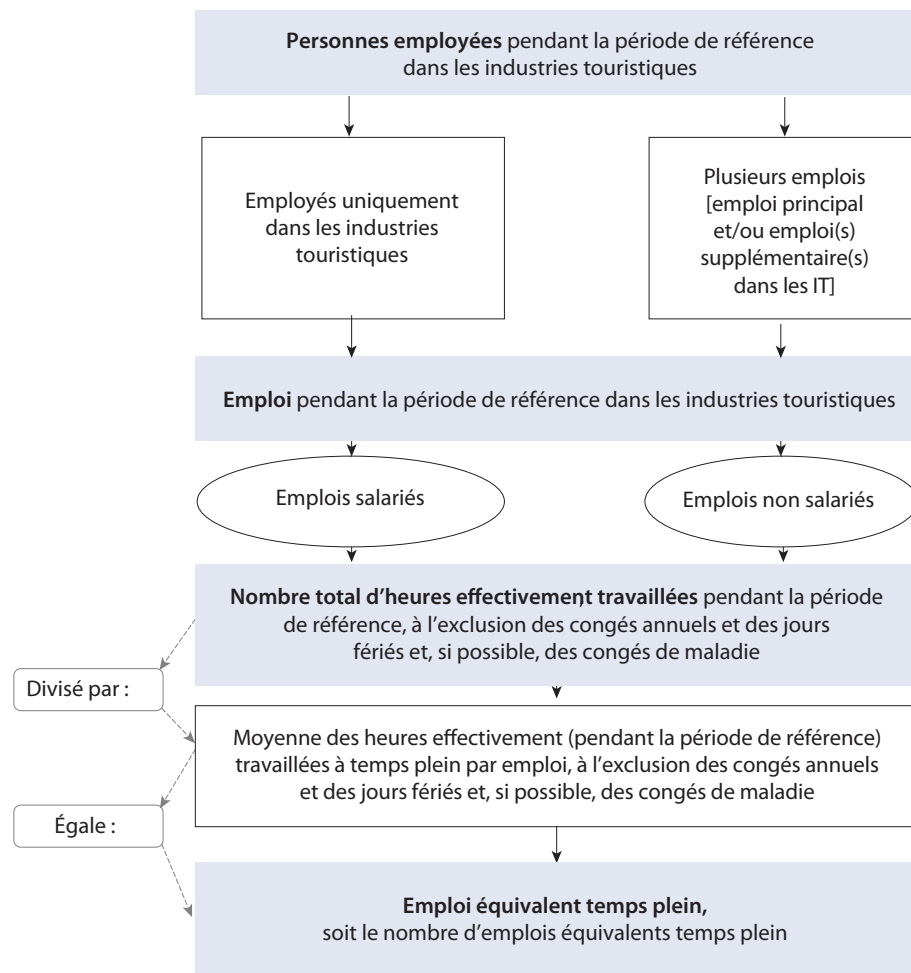 Personnes employées pendant la période de référence
dans les industries touristiques
Employés uniquement
dans les industries
touristiques
Plusieurs emplois
[emploi principal
et/ou emploi(s)
supplémentaire(s)
dans les IT]
Emploi pendant la période de référence dans les industries touristiques
Emplois salariés
Emplois non salariés
Nombre total d’heures effectivement travaillées pendant la période
de référence, à l’exclusion des congés annuels et des jours
fériés et, si possible, des congés de maladie
Divisé par :
Moyenne des heures effectivement (pendant la période de référence)
travaillées à temps plein par emploi, à l’exclusion des congés annuels
et des jours fériés et, si possible, des congés de maladie
Égale :
Emploi équivalent temps plein,
soit le nombre d’emplois équivalents temps plein